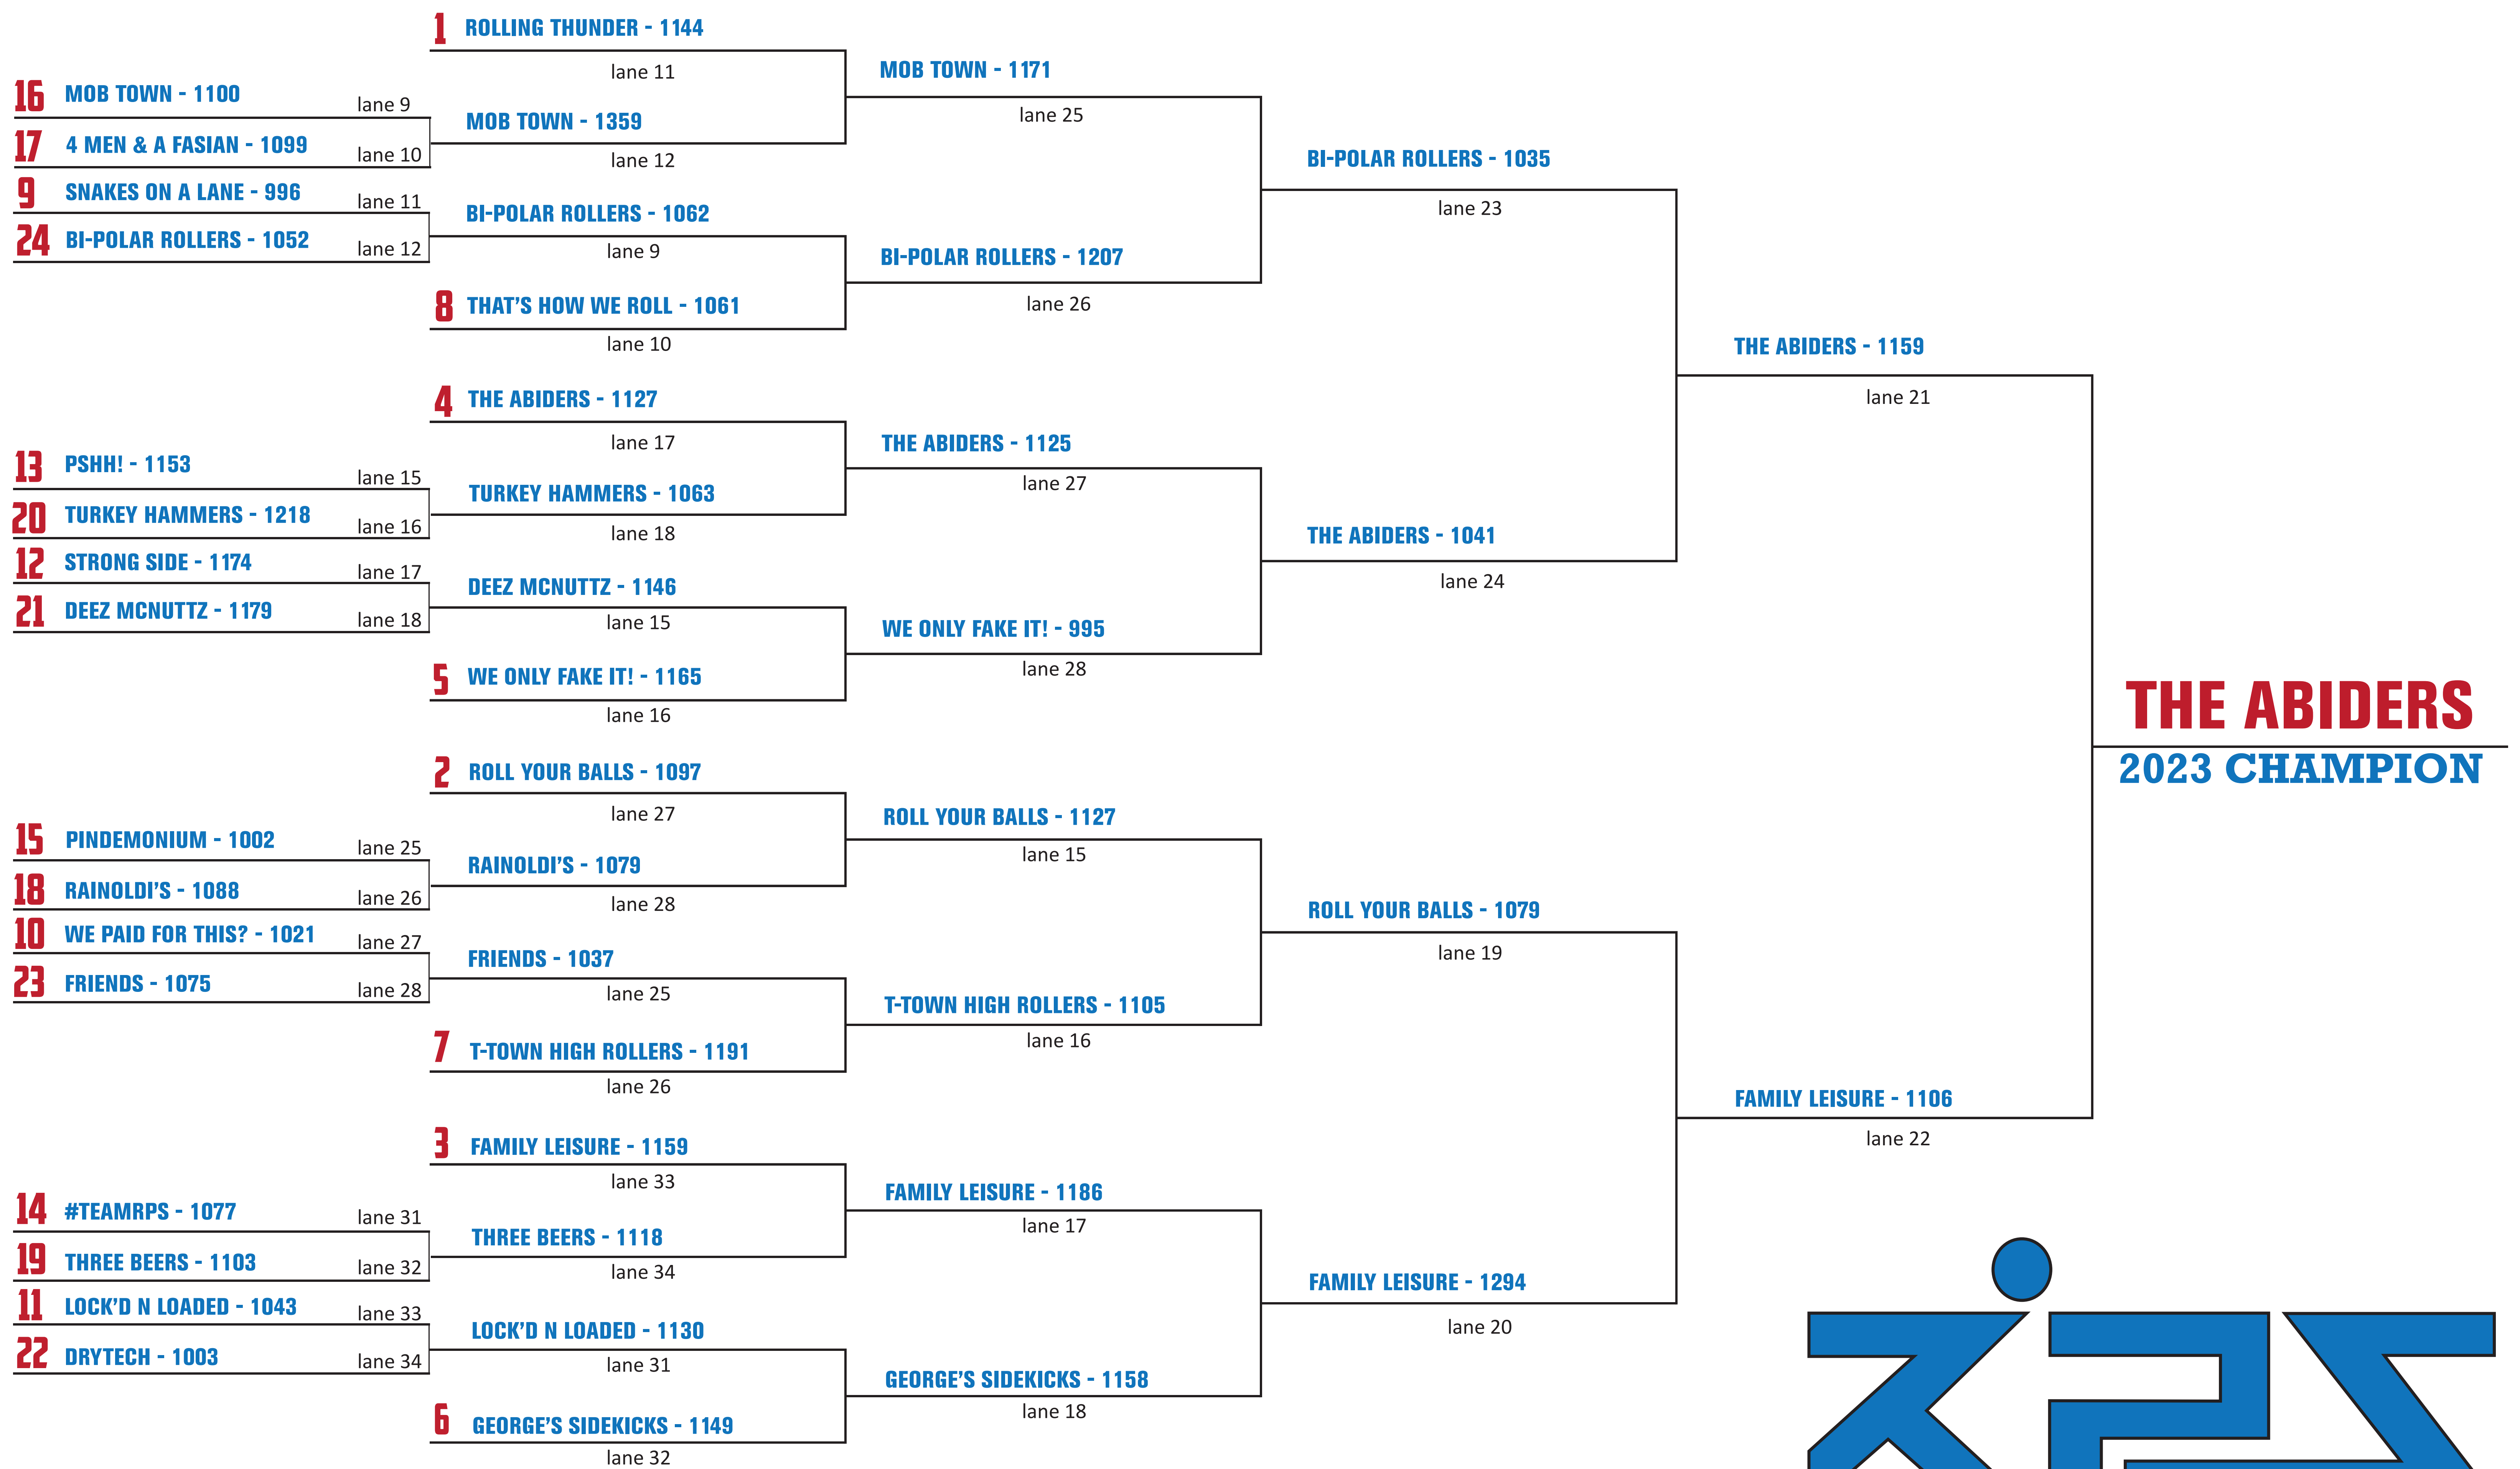 1 ROLLING THUNDER - 1144
lane 11
16 MOB TOWN - 1100 lane 9
17 4 MEN & A FASIAN - 1099 lane 10
MOB TOWN - 1359
lane 12
9 SNAKES ON A LANE - 996 lane 11
24 BI-POLAR ROLLERS - 1052 lane 12
BI-POLAR ROLLERS - 1062
lane 9
8 THAT'S HOW WE ROLL - 1061
lane 10
4 THE ABIDERS - 1127
lane 17
13 PSHH! - 1153 lane 15
20 TURKEY HAMMERS - 1218 lane 16
TURKEY HAMMERS - 1063
lane 18
12 STRONG SIDE - 1174 lane 17
21 DEEZ MCNUTTZ - 1179 lane 18
DEEZ MCNUTTZ - 1146
lane 15
5 WE ONLY FAKE IT! - 1165
lane 16
2 ROLL YOUR BALLS - 1097
lane 27
15 PINDEMONIUM - 1002 lane 25
18 RAINOLDI'S - 1088 lane 26
RAINOLDI'S - 1079
lane 28
10 WE PAID FOR THIS? - 1021 lane 27
23 FRIENDS - 1075 lane 28
FRIENDS - 1037
lane 25
7 T-TOWN HIGH ROLLERS - 1191
lane 26
3 FAMILY LEISURE - 1159
lane 33
14 #TEAMRPS - 1077 lane 31
19 THREE BEERS - 1103 lane 32
THREE BEERS - 1118
lane 34
11 LOCK'D N LOADED - 1043 lane 33
22 DRYTECH - 1003 lane 34
LOCK'D N LOADED - 1130
lane 31
6 GEORGE'S SIDEKICKS - 1149
lane 32
MOB TOWN - 1171
lane 25
BI-POLAR ROLLERS - 1207
lane 26
THE ABIDERS - 1125
lane 27
WE ONLY FAKE IT! - 995
lane 28
ROLL YOUR BALLS - 1127
lane 15
T-TOWN HIGH ROLLERS - 1105
lane 16
FAMILY LEISURE - 1186
lane 17
GEORGE'S SIDEKICKS - 1158
lane 18
BI-POLAR ROLLERS - 1035
lane 23
THE ABIDERS - 1041
lane 24
ROLL YOUR BALLS - 1079
lane 19
FAMILY LEISURE - 1294
lane 20
THE ABIDERS - 1159
lane 21
FAMILY LEISURE - 1106
lane 22
THE ABIDERS
2023 CHAMPION